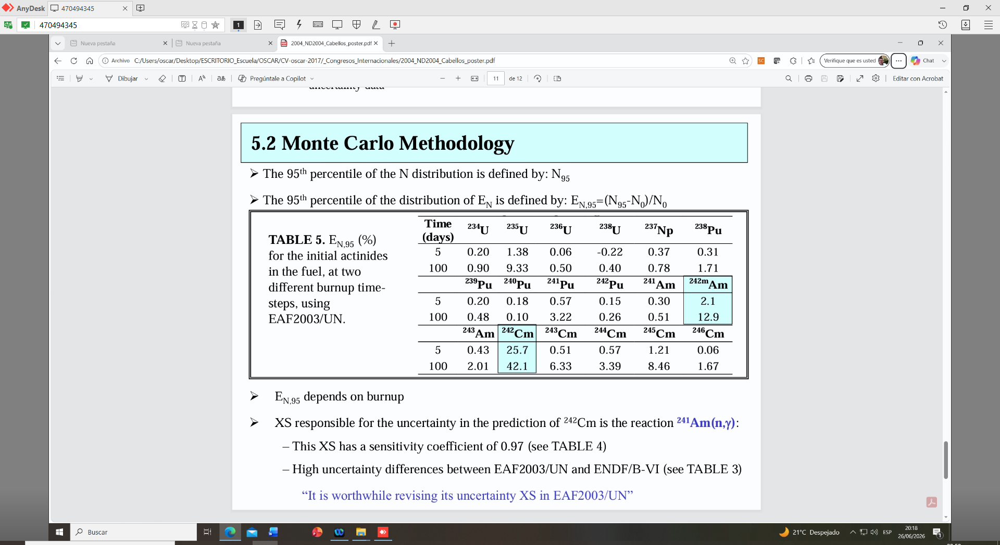 AnyDesk
470494345
470494345
1
Nueva pestaña
Nueva pestaña
2004_ND2004_Cabellos_poster.pdf
Archivo C:/Users/oscar/Desktop/ESCRITORIO_Escuela/OSCAR/CV-oscar-2017/_Congresos_Internacionales/2004_ND2004_Cabellos_poster.pdf
SC
Verifique que es usted
Chat
Dibujar
Pregúntale a Copilot
11 de 12
Editar con Acrobat
uncertainty data
5.2 Monte Carlo Methodology
➢ The 95th percentile of the N distribution is defined by: N95
➢ The 95th percentile of the distribution of EN is defined by: EN,95=(N95-N0)/N0
TABLE 5. EN,95 (%)
for the initial actinides
in the fuel, at two
different burnup time-
steps, using
EAF2003/UN.
Time (days) 234U 235U 236U 238U 237Np 238Pu
5 0.20 1.38 0.06 -0.22 0.37 0.31
100 0.90 9.33 0.50 0.40 0.78 1.71
239Pu 240Pu 241Pu 242Pu 241Am 242mAm
5 0.20 0.18 0.57 0.15 0.30 2.1
100 0.48 0.10 3.22 0.26 0.51 12.9
243Am 242Cm 243Cm 244Cm 245Cm 246Cm
5 0.43 25.7 0.51 0.57 1.21 0.06
100 2.01 42.1 6.33 3.39 8.46 1.67
➢ EN,95 depends on burnup
➢ XS responsible for the uncertainty in the prediction of 242Cm is the reaction 241Am(n,γ):
– This XS has a sensitivity coefficient of 0.97 (see TABLE 4)
– High uncertainty differences between EAF2003/UN and ENDF/B-VI (see TABLE 3)
“It is worthwhile revising its uncertainty XS in EAF2003/UN”
Buscar
21°C Despejado
ESP
20:18
26/06/2026
1